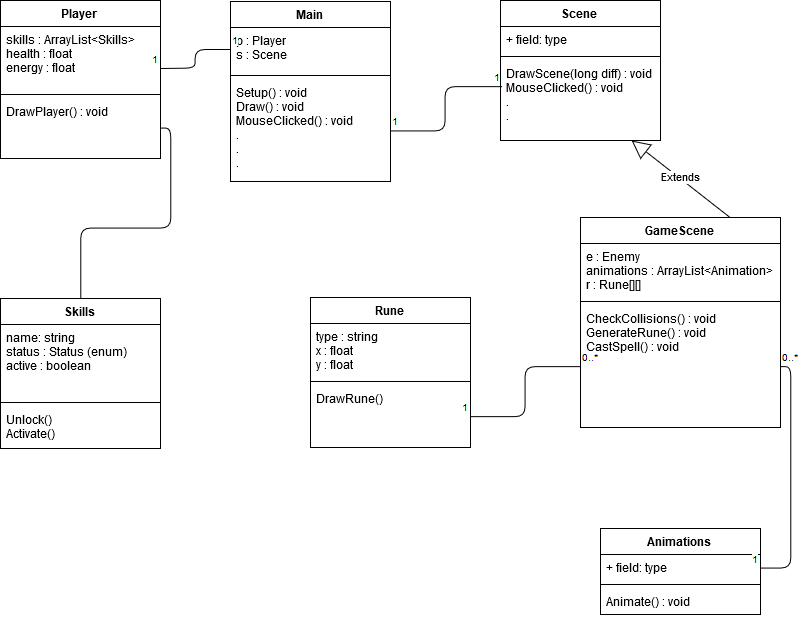 Player
skills : ArrayList<Skills>
health : float
energy : float
1
DrawPlayer() : void
Main
1
p : Player
s : Scene
Setup() : void
Draw() : void
MouseClicked() : void
.
.
.
1
Scene
+ field: type
1
DrawScene(long diff) : void
MouseClicked() : void
.
.
Extends
GameScene
e : Enemy
animations : ArrayList<Animation>
r : Rune[][]
CheckCollisions() : void
GenerateRune() : void
CastSpell() : void
0..*
0..*
Skills
name: string
status : Status (enum)
active : boolean
Unlock()
Activate()
Rune
type : string
x : float
y : float
DrawRune()
1
Animations
1
+ field: type
Animate() : void